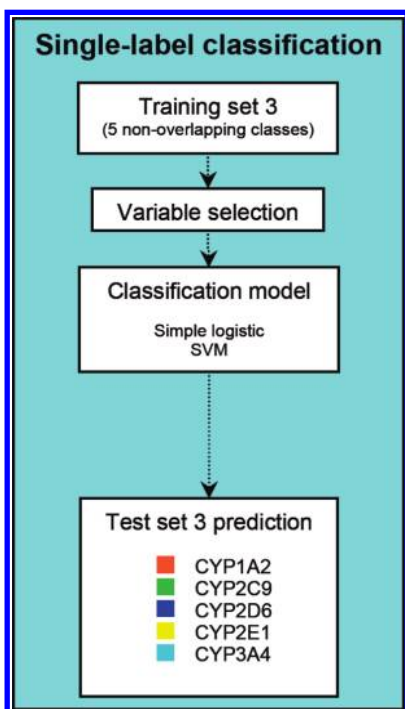 Single-label classification
Training set 3
(5 non-overlapping classes)
Variable selection
Classification model
Simple logistic
SVM
Test set 3 prediction
CYP1A2
CYP2C9
CYP2D6
CYP2E1
CYP3A4